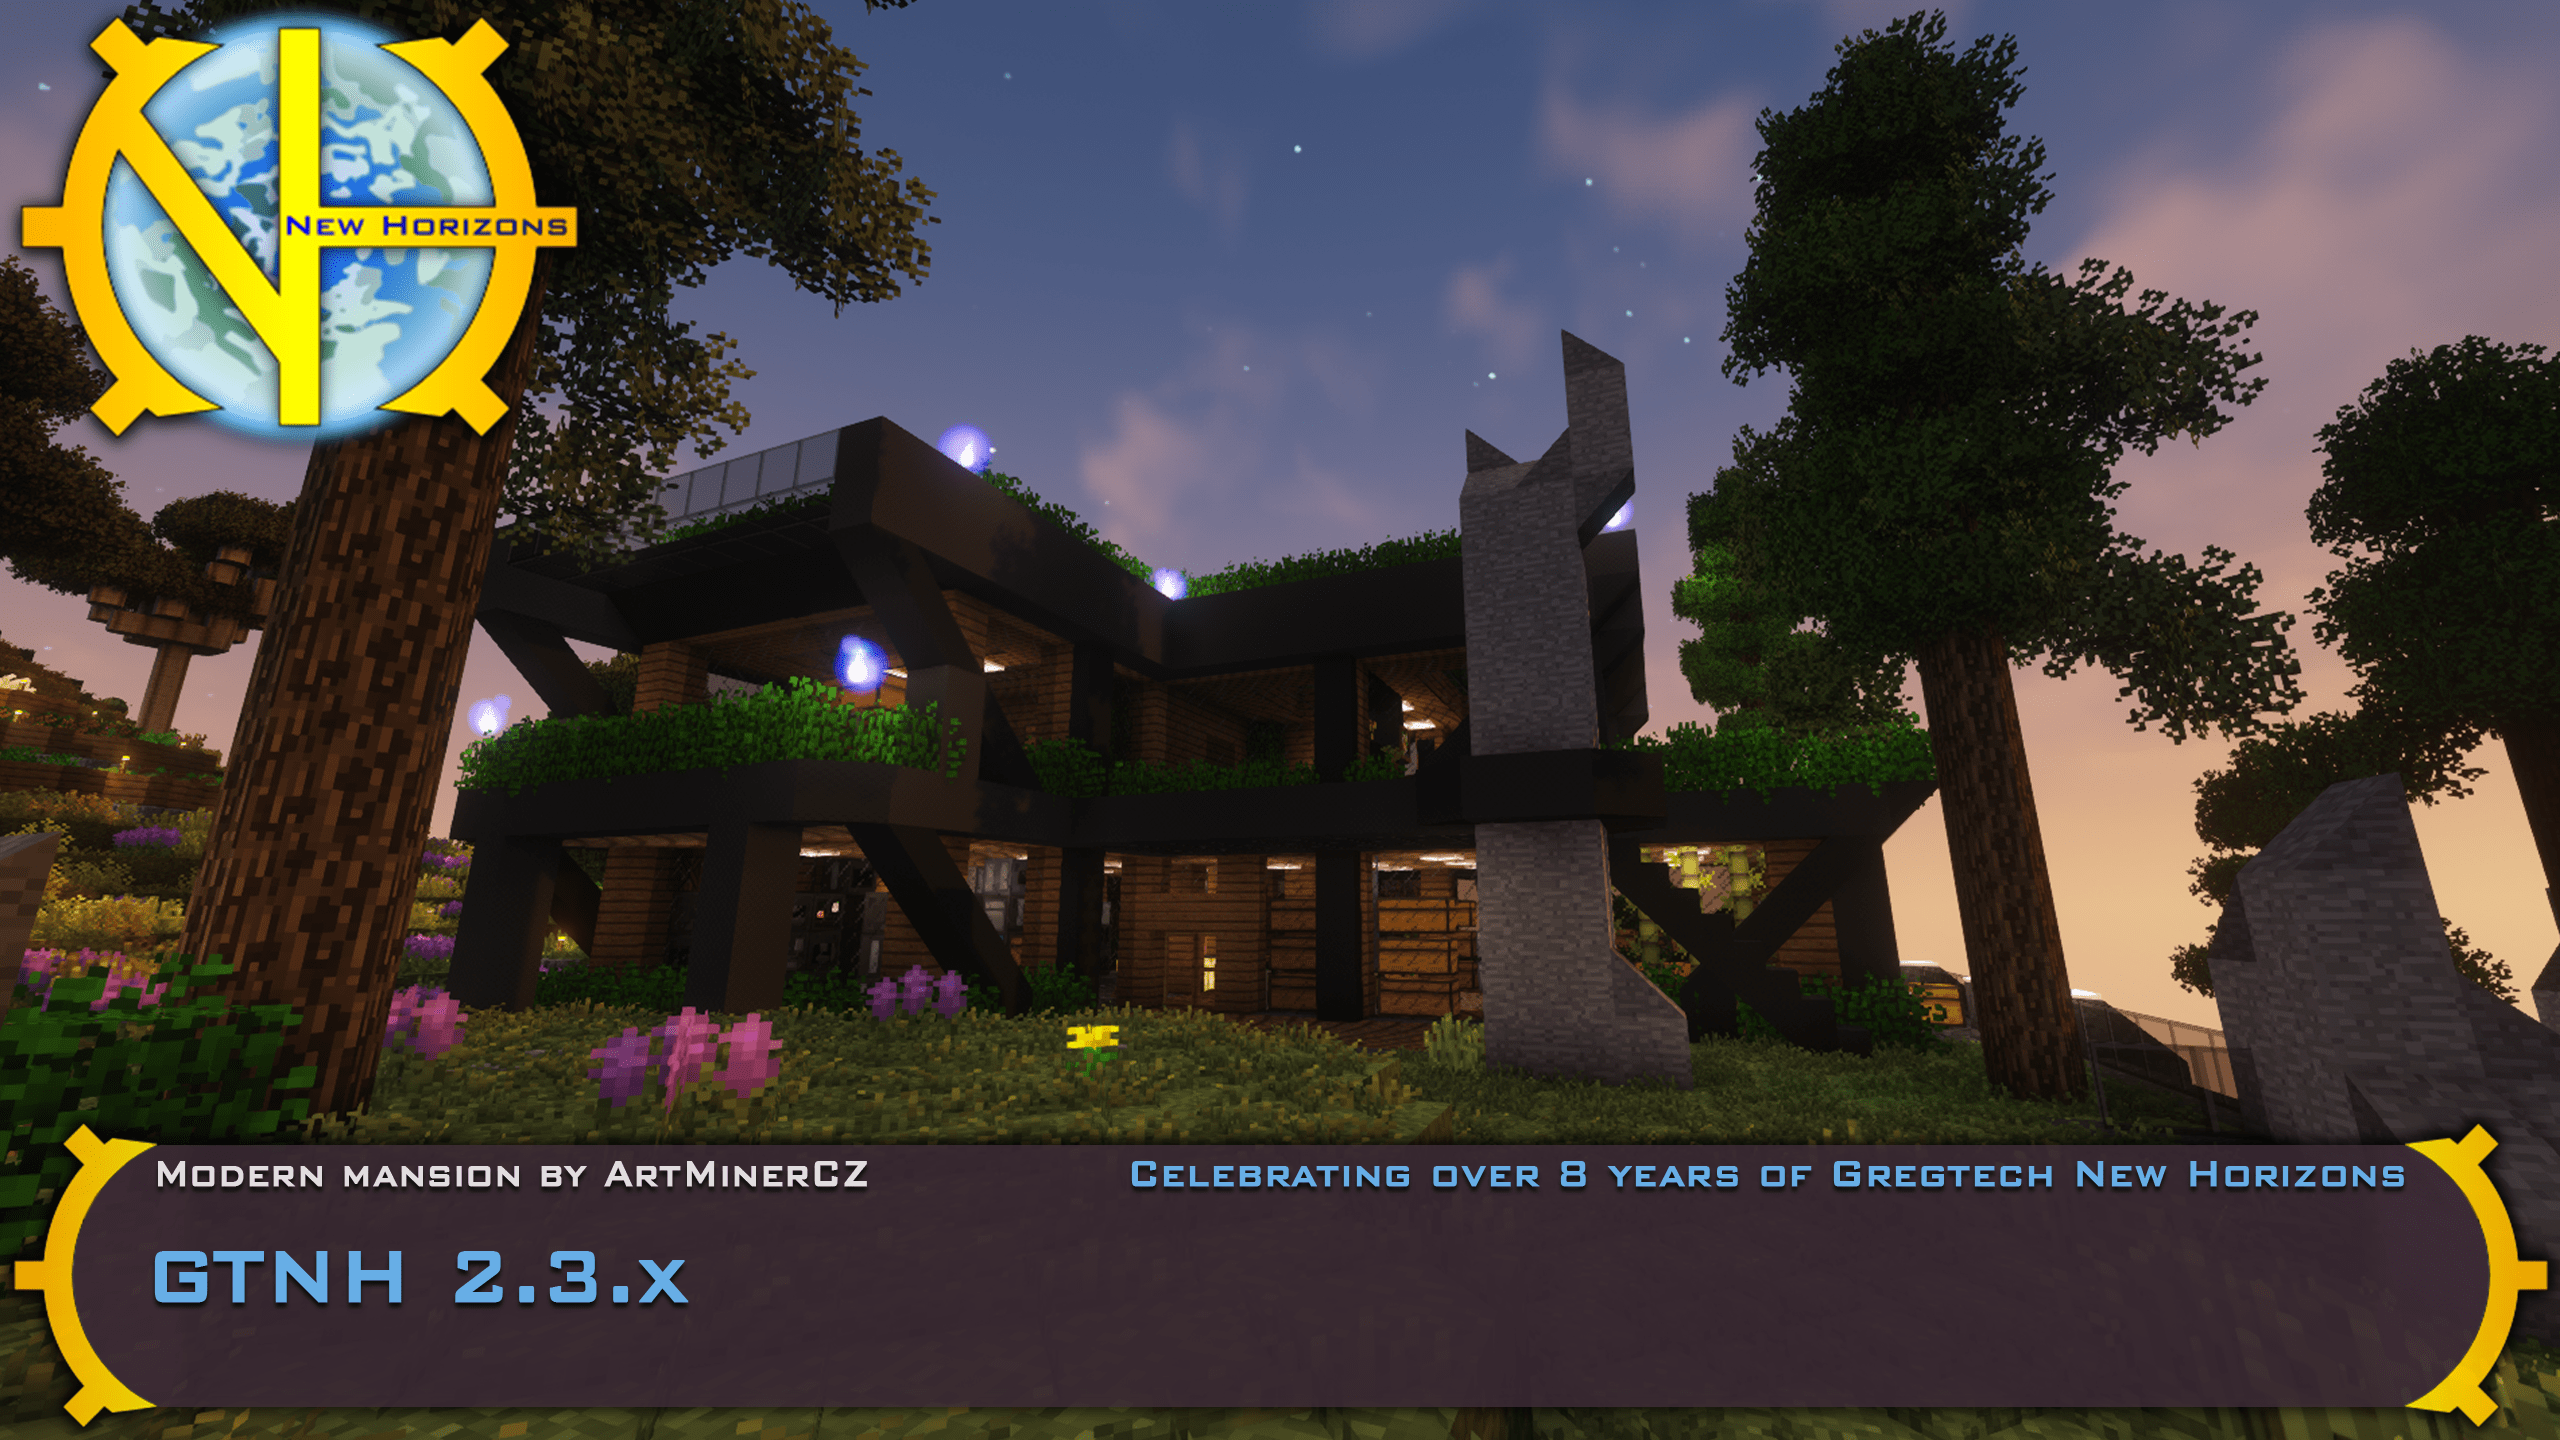 New Horizons
Modern mansion by ArtMinerCZ
Celebrating over 8 years of Gregtech New Horizons
GTNH 2.3.x